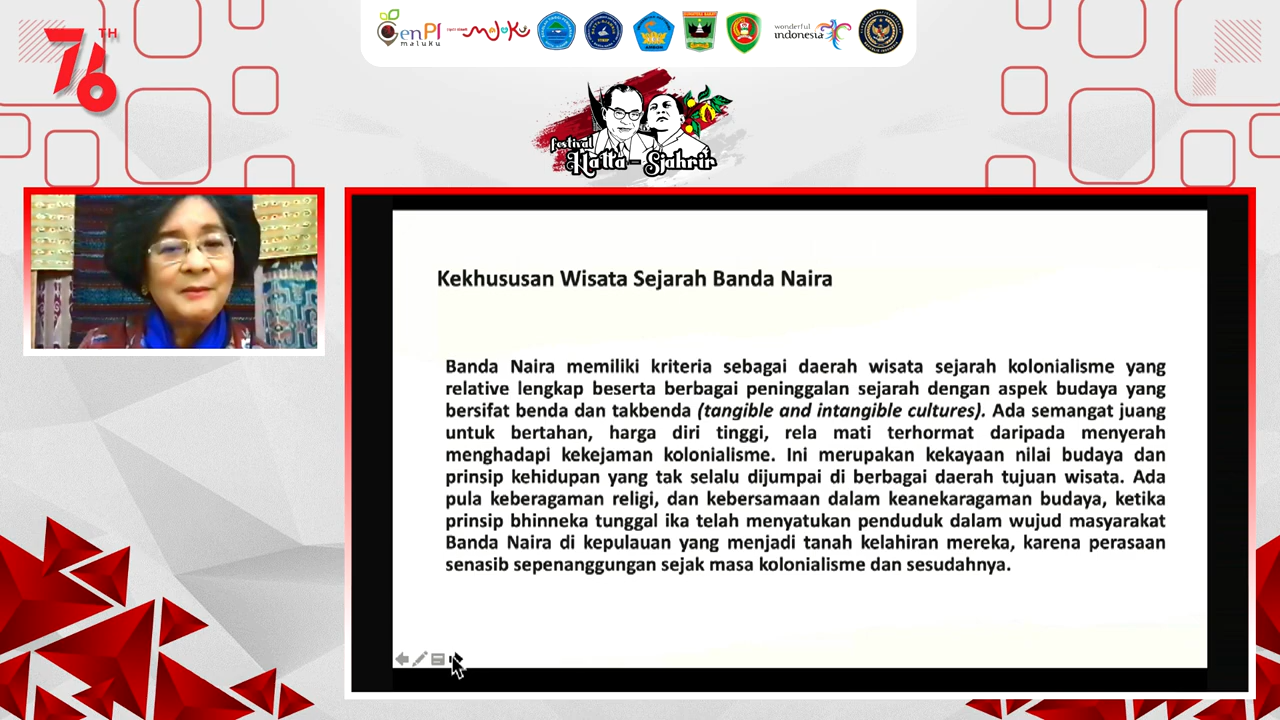 76TH
GenPI
maluku
Maluku
wonderful
indonesia
festival
Hatta - Sjahrir
Kekhususan Wisata Sejarah Banda Naira
Banda Naira memiliki kriteria sebagai daerah wisata sejarah kolonialisme yang
relative lengkap beserta berbagai peninggalan sejarah dengan aspek budaya yang
bersifat benda dan takbenda (tangible and intangible cultures). Ada semangat juang
untuk bertahan, harga diri tinggi, rela mati terhormat daripada menyerah
menghadapi kekejaman kolonialisme. Ini merupakan kekayaan nilai budaya dan
prinsip kehidupan yang tak selalu dijumpai di berbagai daerah tujuan wisata. Ada
pula keberagaman religi, dan kebersamaan dalam keanekaragaman budaya, ketika
prinsip bhinneka tunggal ika telah menyatukan penduduk dalam wujud masyarakat
Banda Naira di kepulauan yang menjadi tanah kelahiran mereka, karena perasaan
senasib sepenanggungan sejak masa kolonialisme dan sesudahnya.